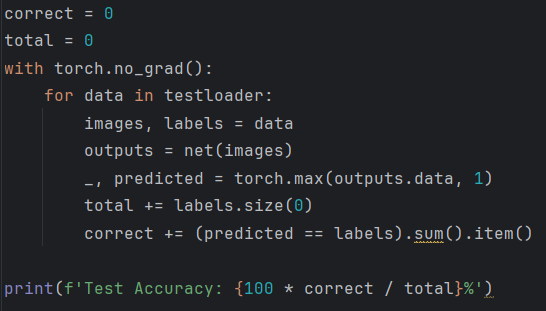 correct = 0
total = 0
with torch.no_grad():
    for data in testloader:
        images, labels = data
        outputs = net(images)
        _, predicted = torch.max(outputs.data, 1)
        total += labels.size(0)
        correct += (predicted == labels).sum().item()
print(f'Test Accuracy: {100 * correct / total}%')